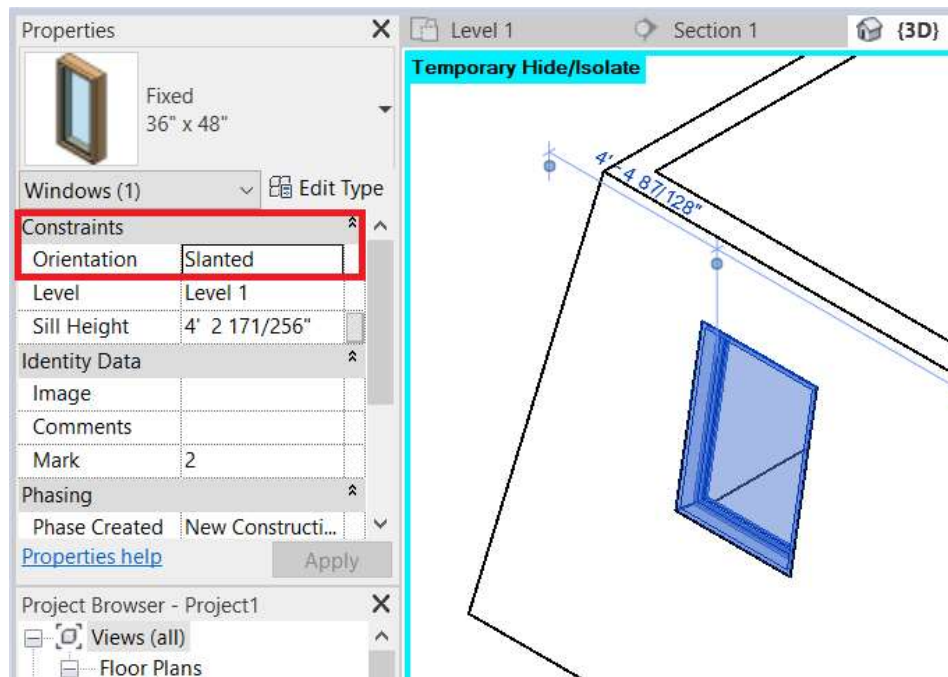 Properties
Fixed
36" x 48"
Windows (1)
Edit Type
Constraints
Orientation Slanted
Level Level 1
Sill Height 4' 2 171/256"
Identity Data
Image
Comments
Mark 2
Phasing
Phase Created New Constructi...
Properties help
Apply
Project Browser - Project1
Views (all)
Floor Plans
Level 1
Section 1
{3D}
Temporary Hide/Isolate
4' - 4 87/128"